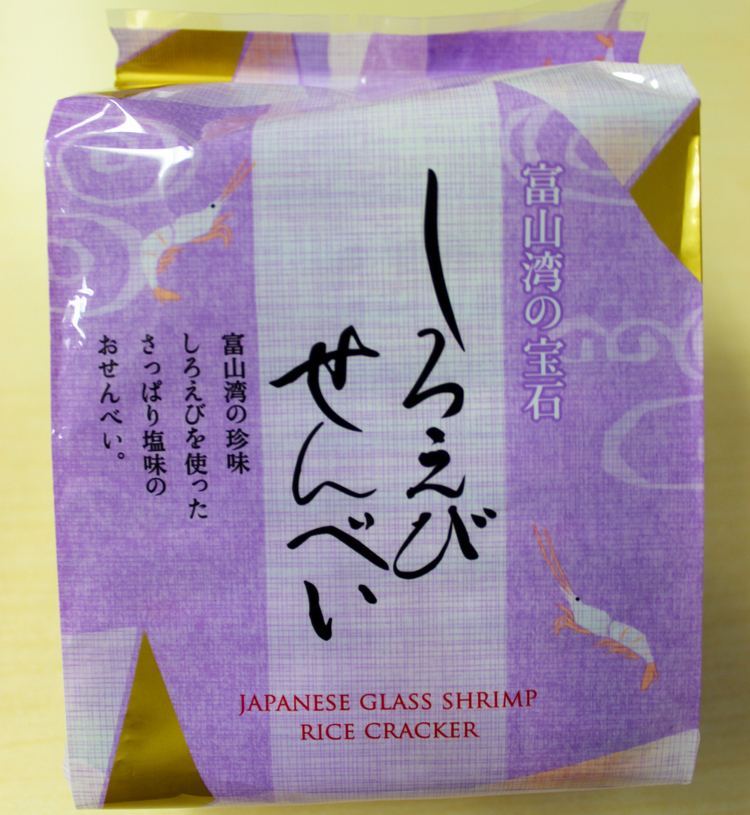 富山湾の宝石
しろえび
せんべい
富山湾の珍味
しろえびを使った
さっぱり塩味の
おせんべい。
JAPANESE GLASS SHRIMP
RICE CRACKER